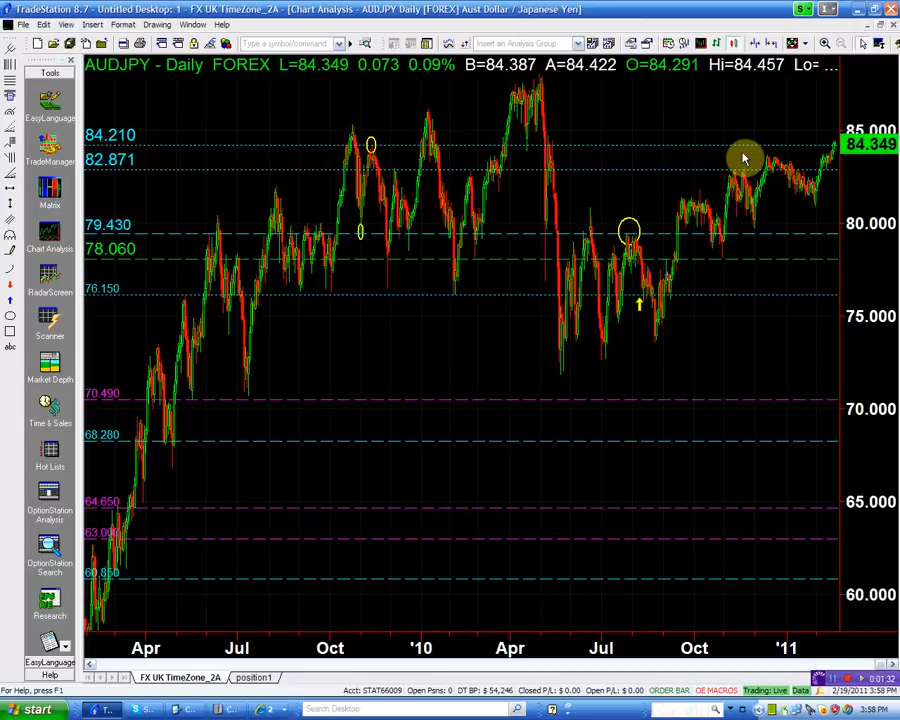 TradeStation 8.7 - Untitled Desktop: 1 - FX UK TimeZone_2A - [Chart Analysis - AUDJPY Daily [FOREX] Aust Dollar / Japanese Yen]
File Edit View Insert Format Drawing Window Help
Type a symbol/command
Insert an Analysis Group
Tools
EasyLanguage
TradeManager
Matrix
Chart Analysis
RadarScreen
Scanner
Market Depth
Time & Sales
Hot Lists
OptionStation
Analysis
OptionStation
Search
Research
EasyLanguage
Help
AUDJPY - Daily FOREX L=84.349 0.073 0.09% B=84.387 A=84.422 O=84.291 Hi=84.457 Lo= ...
84.210
82.871
79.430
78.060
76.150
70.490
68.280
64.650
63.000
60.850
85.000
84.349
80.000
75.000
70.000
65.000
60.000
Apr Jul Oct '10 Apr Jul Oct '11
FX UK TimeZone_2A position1
00:01:32
For Help, press F1
Acct: STAT66009 Open Psns: 0 DT BP: $ 54,246 Closed P/L: $ 0.00 Open P/L: $ 0.00 ORDER BAR OE MACROS Trading: Live Data 2/19/2011 3:58 PM
start
Search Desktop
3:58 PM